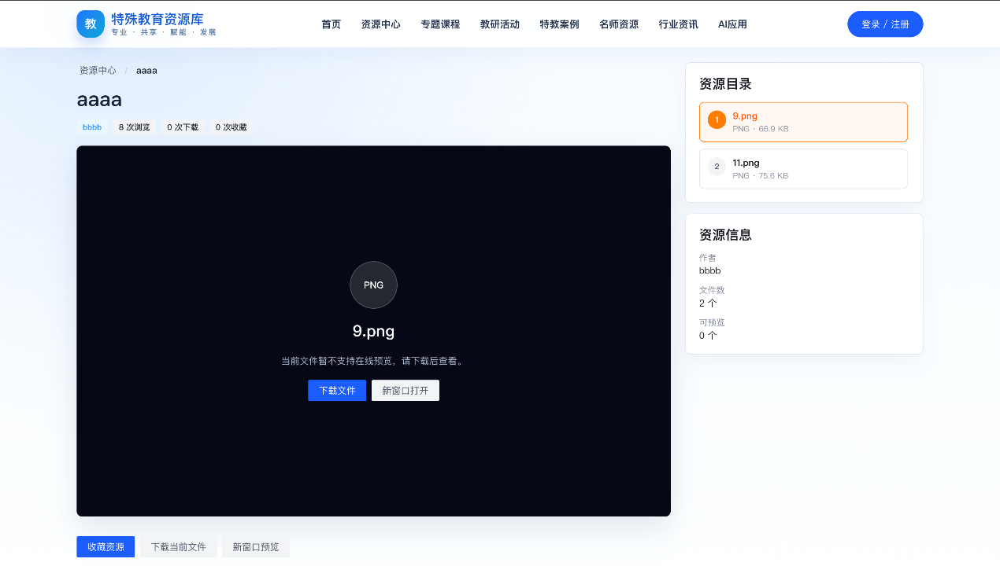 教
特殊教育资源库
专业 · 共享 · 赋能 · 发展
首页 资源中心 专题课程 教研活动 特教案例 名师资源 行业资讯 AI应用
登录 / 注册
资源中心 / aaaa
aaaa
bbbb 8 次浏览 0 次下载 0 次收藏
PNG
9.png
当前文件暂不支持在线预览，请下载后查看。
下载文件 新窗口打开
收藏资源 下载当前文件 新窗口预览
资源目录
1 9.png
PNG · 66.9 KB
2 11.png
PNG · 75.6 KB
资源信息
作者
bbbb
文件数
2 个
可预览
0 个